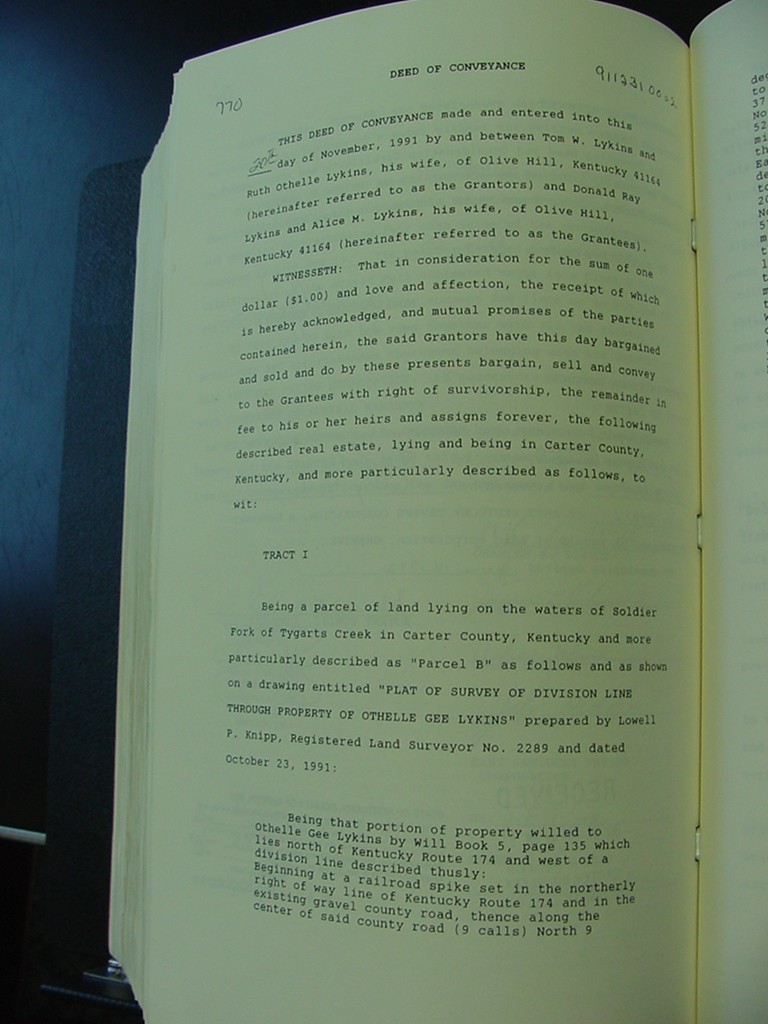 DEED OF CONVEYANCE
770
THIS DEED OF CONVEYANCE made and entered into this
20th day of November, 1991 by and between Tom W. Lykins and
Ruth Othelle Lykins, his wife, of Olive Hill, Kentucky 41164
(hereinafter referred to as the Grantors) and Donald Ray
Lykins and Alice M. Lykins, his wife, of Olive Hill,
Kentucky 41164 (hereinafter referred to as the Grantees).
WITNESSETH: That in consideration for the sum of one
dollar ($1.00) and love and affection, the receipt of which
is hereby acknowledged, and mutual promises of the parties
contained herein, the said Grantors have this day bargained
and sold and do by these presents bargain, sell and convey
to the Grantees with right of survivorship, the remainder in
fee to his or her heirs and assigns forever, the following
described real estate, lying and being in Carter County,
Kentucky, and more particularly described as follows, to
wit:
TRACT I
Being a parcel of land lying on the waters of Soldier
Fork of Tygarts Creek in Carter County, Kentucky and more
particularly described as "Parcel B" as follows and as shown
on a drawing entitled "PLAT OF SURVEY OF DIVISION LINE
THROUGH PROPERTY OF OTHELLE GEE LYKINS" prepared by Lowell
P. Knipp, Registered Land Surveyor No. 2289 and dated
October 23, 1991:
Being that portion of property willed to
Othelle Gee Lykins by Will Book 5, page 135 which
lies north of Kentucky Route 174 and west of a
division line described thusly:
Beginning at a railroad spike set in the northerly
right of way line of Kentucky Route 174 and in the
existing gravel county road, thence along the
center of said county road (9 calls) North 9